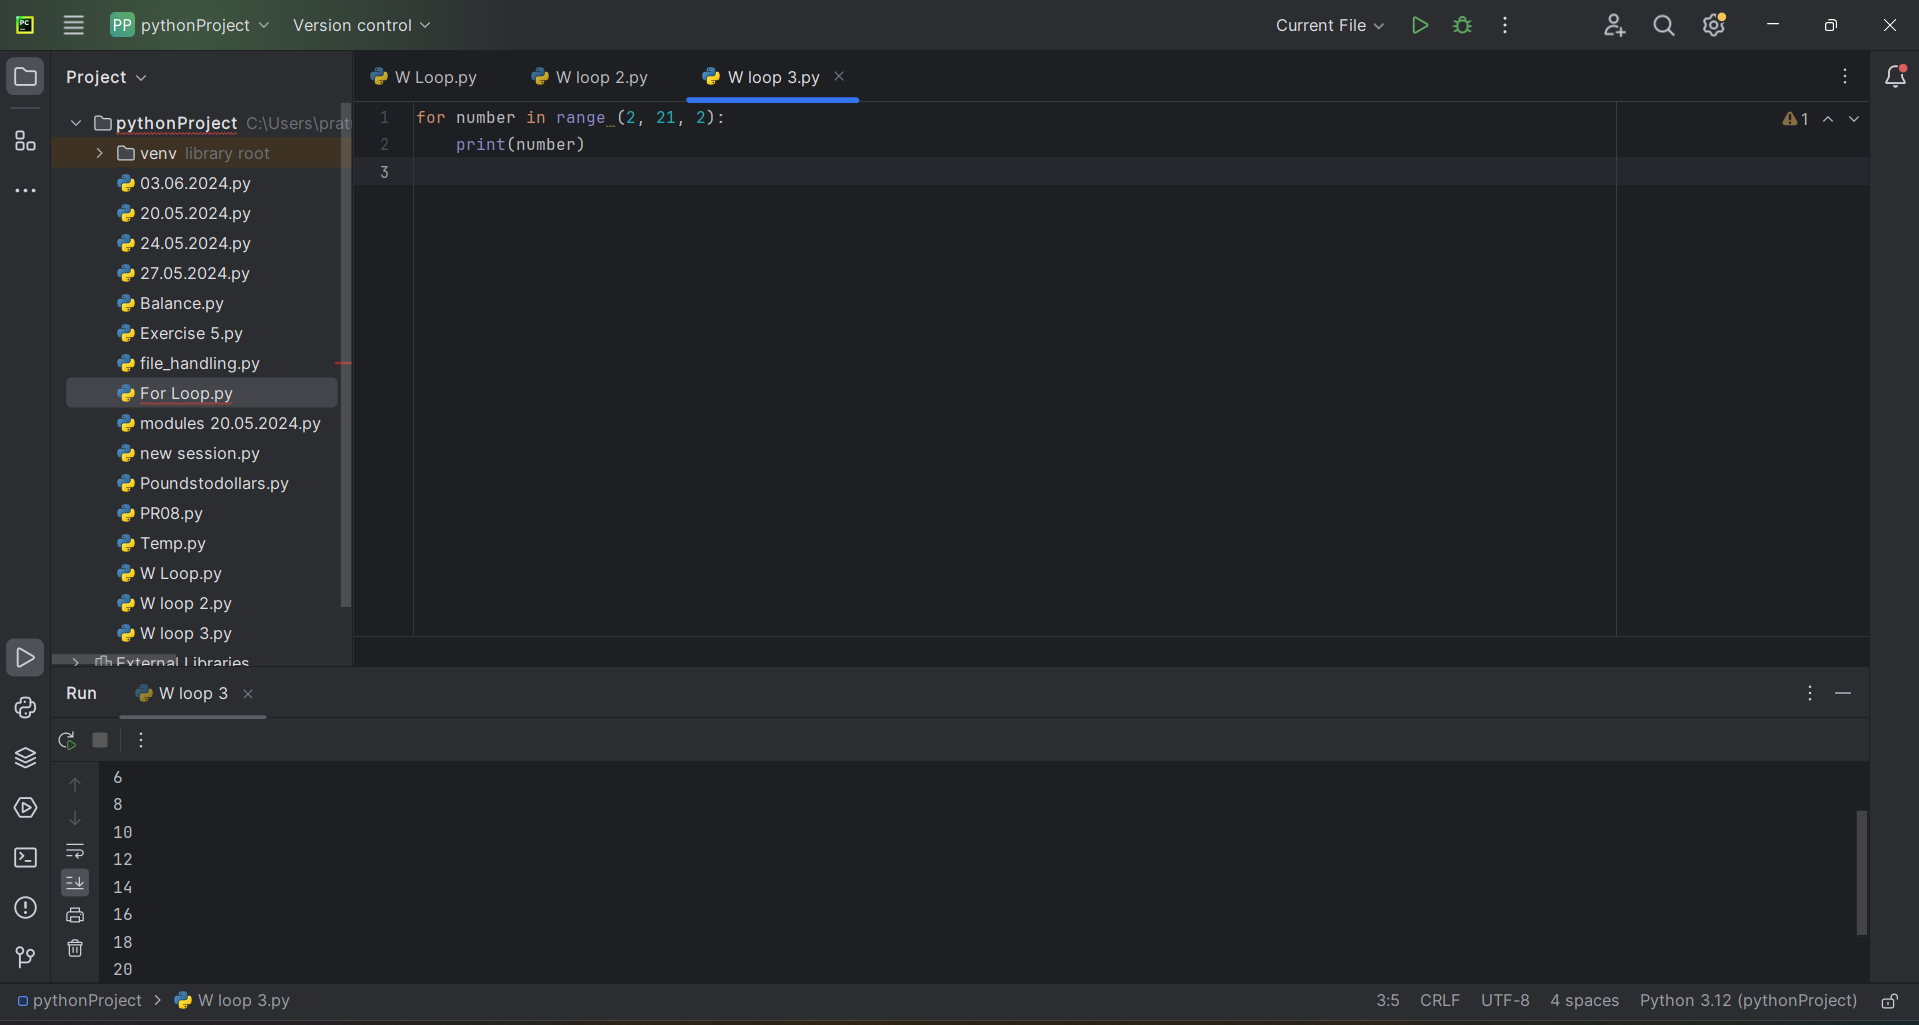 PC
PP pythonProject
Version control
Current File
Project
W Loop.py
W loop 2.py
W loop 3.py
pythonProject C:\Users\prat
venv library root
03.06.2024.py
20.05.2024.py
24.05.2024.py
27.05.2024.py
Balance.py
Exercise 5.py
file_handling.py
For Loop.py
modules 20.05.2024.py
new session.py
Poundstodollars.py
PR08.py
Temp.py
W Loop.py
W loop 2.py
W loop 3.py
External Libraries
1 for number in range (2, 21, 2):
2 print(number)
3
1
Run
W loop 3
6
8
10
12
14
16
18
20
pythonProject > W loop 3.py
3:5 CRLF UTF-8 4 spaces Python 3.12 (pythonProject)